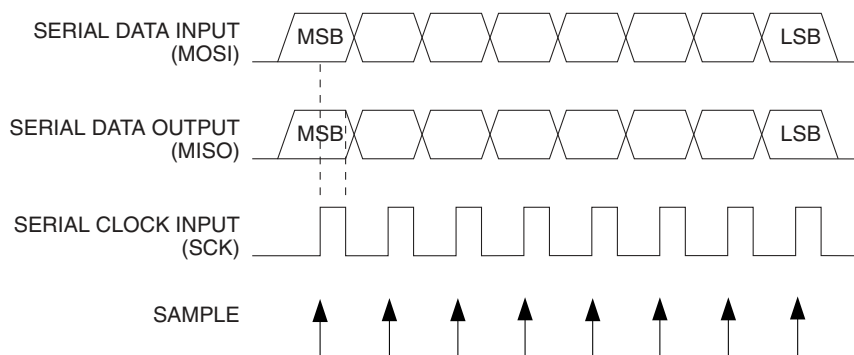 SERIAL DATA INPUT
(MOSI)
MSB
LSB
SERIAL DATA OUTPUT
(MISO)
MSB
LSB
SERIAL CLOCK INPUT
(SCK)
SAMPLE